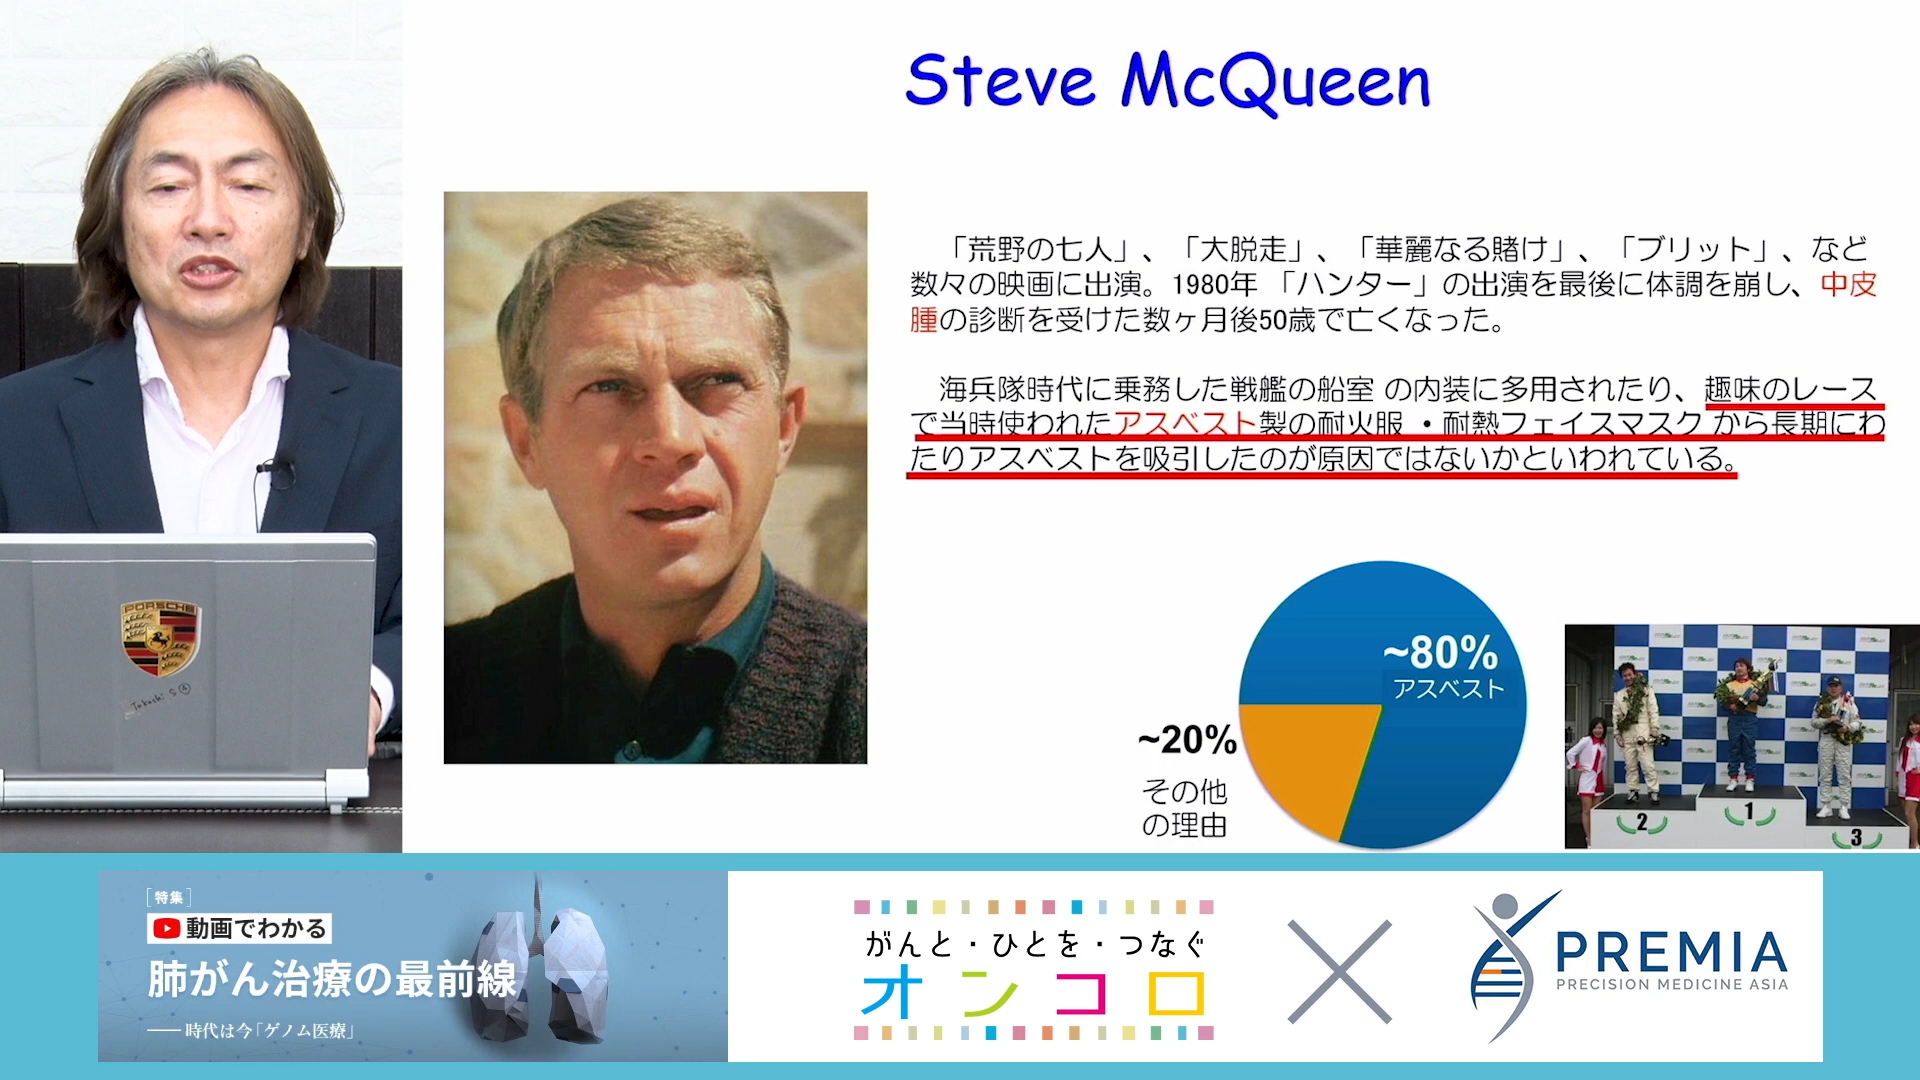 Steve McQueen
「荒野の七人」、「大脱走」、「華麗なる賭け」、「ブリット」、など
数々の映画に出演。1980年 「ハンター」の出演を最後に体調を崩し、中皮
腫の診断を受けた数ヶ月後50歳で亡くなった。
海兵隊時代に乗務した戦艦の船室 の内装に多用されたり、趣味のレース
で当時使われたアスベスト製の耐火服 ・耐熱フェイスマスク から長期にわ
たりアスベストを吸引したのが原因ではないかといわれている。
~80%
アスベスト
~20%
その他
の理由
2
1
3
PORSCHE
Takashi S
[特集]
動画でわかる
肺がん治療の最前線
時代は今「ゲノム医療」
がんと・ひとを・つなぐ
オンコロ
PREMIA
PRECISION MEDICINE ASIA